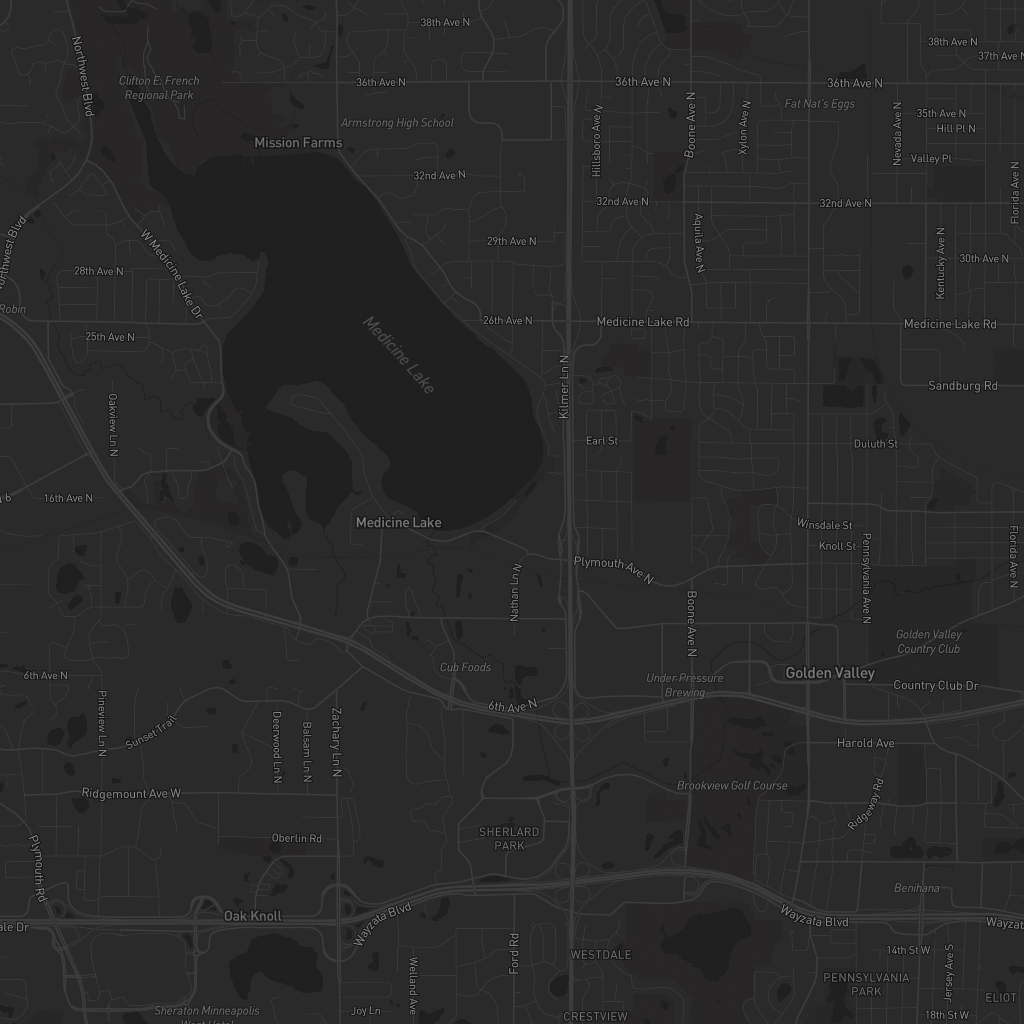 38th Ave N
38th Ave N
37th Ave N
Northwest Blvd
Clifton E. French
Regional Park
36th Ave N
36th Ave N
36th Ave N
Fat Nat's Eggs
35th Ave N
Hill Pl N
Armstrong High School
Hillsboro Ave N
Boone Ave N
Xylon Ave N
Nevada Ave N
Mission Farms
Valley Pl
32nd Ave N
32nd Ave N
32nd Ave N
Florida Ave N
Northwest Blvd
W Medicine Lake Dr
29th Ave N
Aquila Ave N
Kentucky Ave N
30th Ave N
28th Ave N
Robin
25th Ave N
Medicine Lake
26th Ave N
Medicine Lake Rd
Medicine Lake Rd
Kilmer Ln N
Sandburg Rd
Oakview Ln N
Earl St
Duluth St
16th Ave N
Medicine Lake
Winsdale St
Knoll St
Pennsylvania Ave N
Florida Ave N
Plymouth Ave N
Nathan Ln N
Boone Ave N
Golden Valley
Country Club
Cub Foods
6th Ave N
Under Pressure
Brewing
Golden Valley
Country Club Dr
6th Ave N
Pineview Ln N
Sunset Trail
Deerwood Ln N
Balsam Ln N
Zachary Ln N
Harold Ave
Ridgemount Ave W
Brookview Golf Course
Ridgeway Rd
Oberlin Rd
SHERLARD
PARK
Plymouth Rd
Benihana
Oak Knoll
Wayzata Blvd
Wayzata Blvd
Wayzata
ale Dr
Ford Rd
WESTDALE
14th St W
Jersey Ave S
Welland Ave
PENNSYLVANIA
PARK
ELIOT
Sheraton Minneapolis
West Hotel
Joy Ln
CRESTVIEW
18th St W